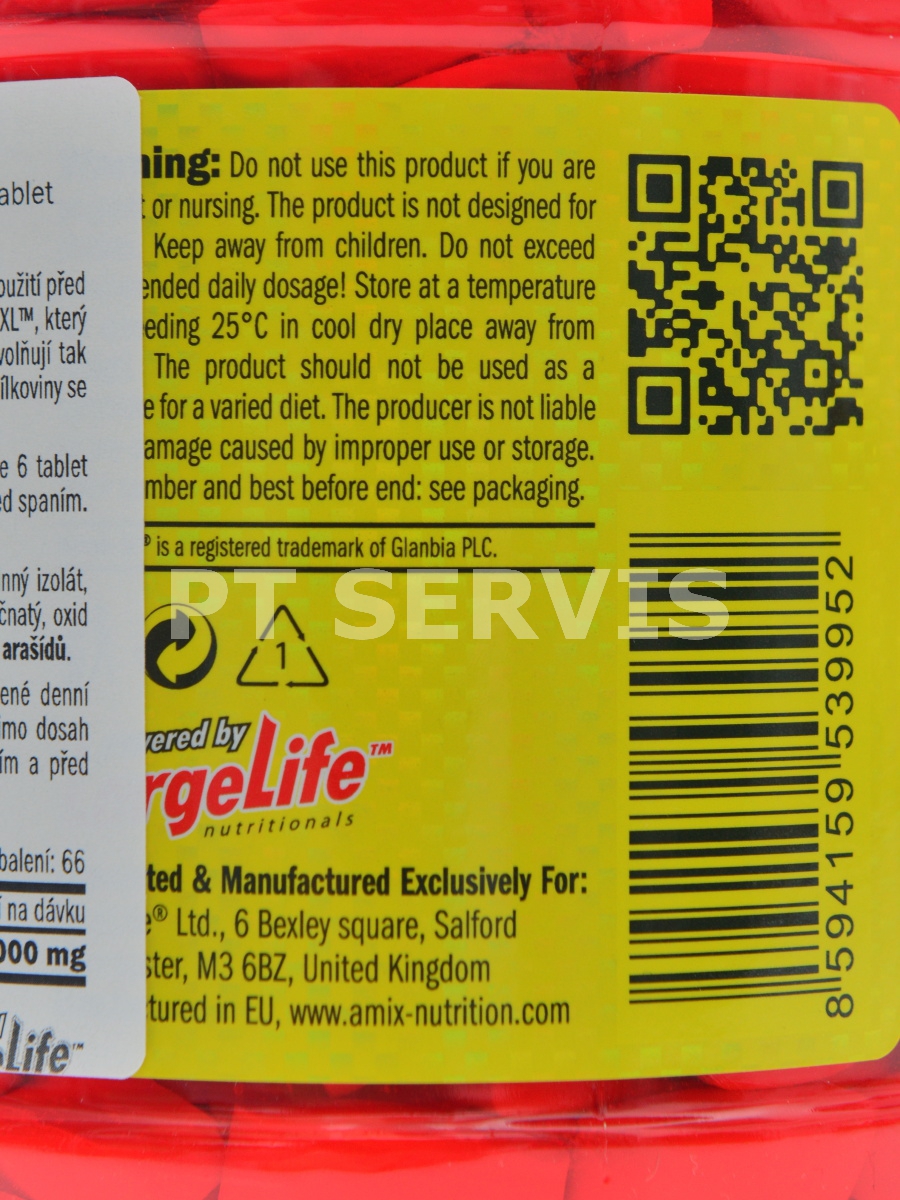 ablet
oužití před
XL™, který
volňují tak
ílkoviny se
e 6 tablet
ed spaním.
nný izolát,
čnatý, oxid
arašídů.
ené denní
imo dosah
ím a před
balení: 66
í na dávku
000 mg
Life™
ning: Do not use this product if you are
t or nursing. The product is not designed for
Keep away from children. Do not exceed
ended daily dosage! Store at a temperature
eeding 25°C in cool dry place away from
The product should not be used as a
e for a varied diet. The producer is not liable
amage caused by improper use or storage.
mber and best before end: see packaging.
® is a registered trademark of Glanbia PLC.
PT SERVIS
1
vered by
rgeLife™
nutritionals
ted & Manufactured Exclusively For:
e® Ltd., 6 Bexley square, Salford
ster, M3 6BZ, United Kingdom
ctured in EU, www.amix-nutrition.com
8594159539952